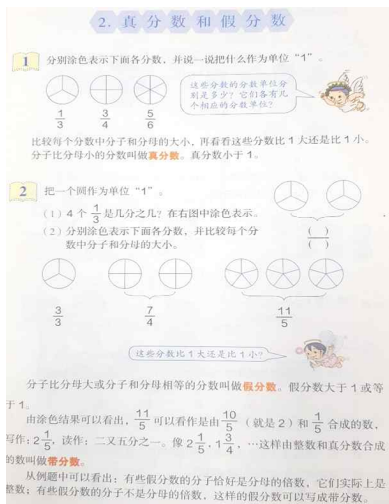 2. 真分数和假分数
1 分别涂色表示下面各分数，并说一说把什么作为单位“1”。
这些分数的分数单位分
别是多少？它们各有几
个相应的分数单位？
1/3 3/4 5/6
比较每个分数中分子和分母的大小，再看看这些分数比1大还是比1小。
分子比分母小的分数叫做真分数。真分数小于1。
2 把一个圆作为单位“1”。
（1）4个1/3是几分之几？在右图中涂色表示。
（2）分别涂色表示下面各分数，并比较每个分
数中分子和分母的大小。
( )/( )
3/3 7/4 11/5
这些分数比1大还是比1小？
分子比分母大或分子和分母相等的分数叫做假分数。假分数大于1或等
于1。
由涂色结果可以看出，11/5可以看作是由10/5（就是2）和1/5合成的数，
写作：2 1/5，读作：二又五分之一。像2 1/5，1 3/4，…这样由整数和真分数合成
的数叫做带分数。
从例题中可以看出：有些假分数的分子恰好是分母的倍数，它们实际上是
整数；有些假分数的分子不是分母的倍数，这样的假分数可以写成带分数。